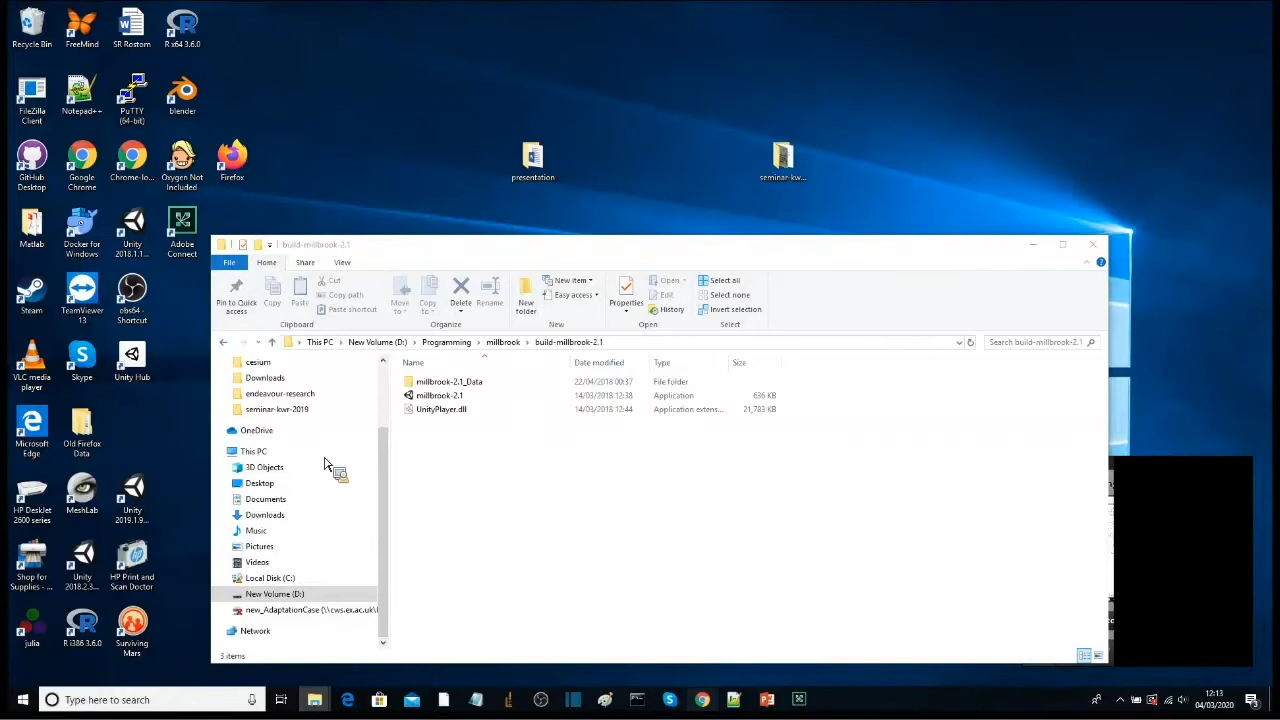 Recycle Bin
FreeMind
SR Rostom
R x64 3.6.0
FileZilla Client
Notepad++
PuTTY (64-bit)
blender
GitHub Desktop
Google Chrome
Chrome-lo...
Oxygen Not Included
Firefox
presentation
seminar-kw...
Matlab
Docker for Windows
Unity 2018.1.1...
Adobe Connect
Steam
TeamViewer 13
obs64 - Shortcut
VLC media player
Skype
Unity Hub
Microsoft Edge
Old Firefox Data
HP DeskJet 2600 series
MeshLab
Unity 2019.1.9...
Shop for Supplies - ...
Unity 2018.2.3...
HP Print and Scan Doctor
julia
R i386 3.6.0
Surviving Mars
build-millbrook-2.1
File Home Share View
Pin to Quick access
Copy
Paste
Cut
Copy path
Paste shortcut
Clipboard
Move to
Copy to
Delete
Rename
Organize
New folder
New item
Easy access
New
Properties
Open
Edit
History
Open
Select all
Select none
Invert selection
Select
This PC > New Volume (D:) > Programming > millbrook > build-millbrook-2.1
Search build-millbrook-2.1
Name Date modified Type Size
millbrook-2.1_Data 22/04/2018 00:37 File folder
millbrook-2.1 14/03/2018 12:38 Application 636 KB
UnityPlayer.dll 14/03/2018 12:44 Application extens... 21,783 KB
cesium
Downloads
endeavour-research
seminar-kwr-2019
OneDrive
This PC
3D Objects
Desktop
Documents
Downloads
Music
Pictures
Videos
Local Disk (C:)
New Volume (D:)
new_AdaptationCase (\\cws.ex.ac.uk\
Network
3 items
Type here to search
12:13
04/03/2020